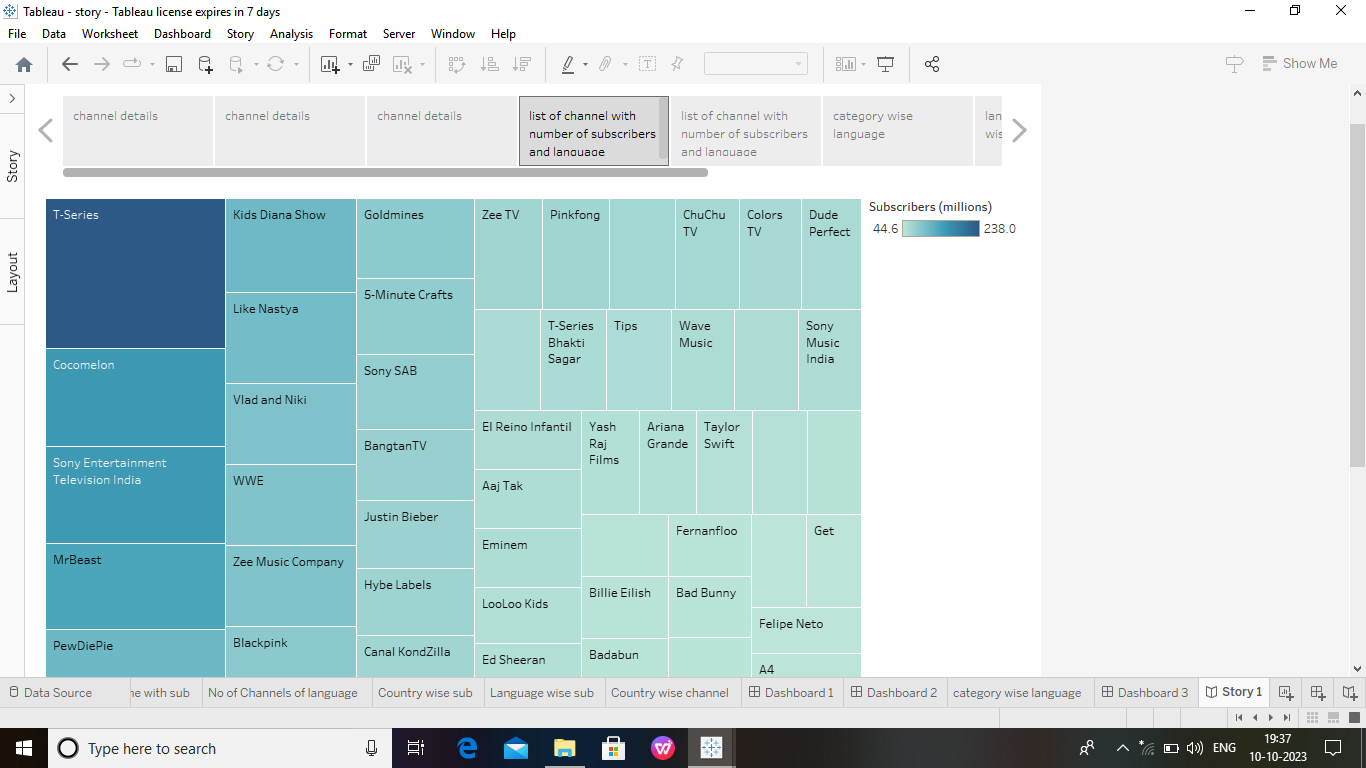 Tableau - story - Tableau license expires in 7 days
File Data Worksheet Dashboard Story Analysis Format Server Window Help
Show Me
Story
Layout
channel details
channel details
channel details
list of channel with
number of subscribers
and language
list of channel with
number of subscribers
and language
category wise
language
lan
wis
T-Series
Cocomelon
Sony Entertainment
Television India
MrBeast
PewDiePie
Kids Diana Show
Like Nastya
Vlad and Niki
WWE
Zee Music Company
Blackpink
Goldmines
5-Minute Crafts
Sony SAB
BangtanTV
Justin Bieber
Hybe Labels
Canal KondZilla
Zee TV
Pinkfong
ChuChu
TV
Colors
TV
Dude
Perfect
T-Series
Bhakti
Sagar
Tips
Wave
Music
Sony
Music
India
El Reino Infantil
Aaj Tak
Eminem
LooLoo Kids
Ed Sheeran
Yash
Raj
Films
Ariana
Grande
Taylor
Swift
Fernanfloo
Get
Billie Eilish
Bad Bunny
Badabun
Felipe Neto
A4
Subscribers (millions)
44.6 238.0
Data Source
ne with sub
No of Channels of language
Country wise sub
Language wise sub
Country wise channel
Dashboard 1
Dashboard 2
category wise language
Dashboard 3
Story 1
Type here to search
ENG
19:37
10-10-2023